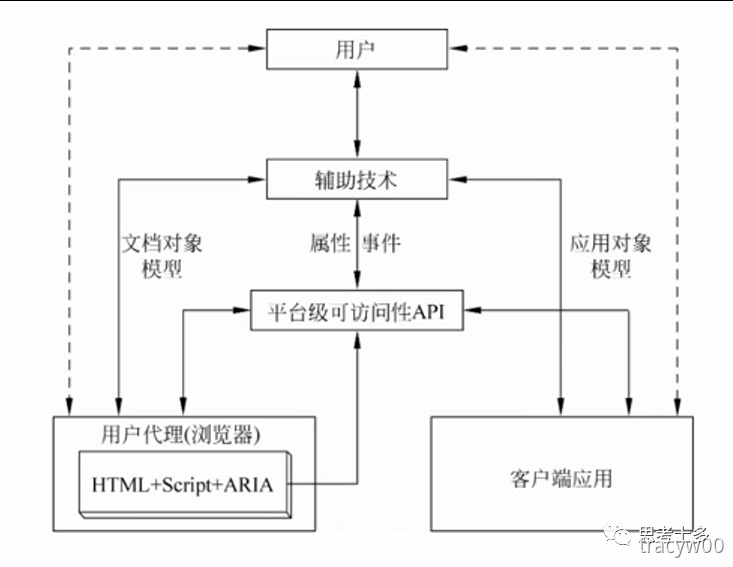 用户
辅助技术
文档对象
模型
属性 事件
应用对象
模型
平台级可访问性API
用户代理(浏览器)
HTML+Script+ARIA
客户端应用
思考十多
tracyw00